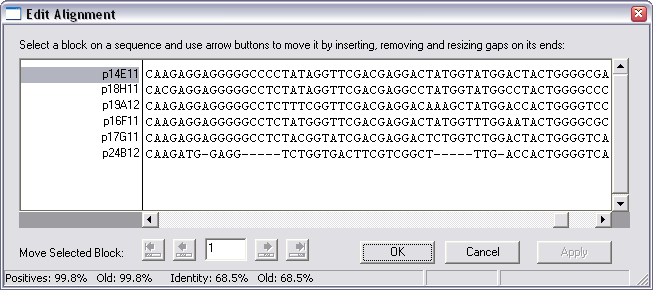 Edit Alignment
Select a block on a sequence and use arrow buttons to move it by inserting, removing and resizing gaps on its ends:
p14E11 CAAGAGGAGGGGGCCCCTATAGGTTCGACGAGGACTATGGTATGGACTACTGGGGCGA
p18H11 CACGAGGAGGGGGCCTCTATAGGTTCGACGAGGACTATGGTATGGCCTACTGGGGCCC
p19A12 CAAGAGGAGGGGGCCTCTTTCGGTTCGACGAGGACAAAGCTATGGACCACTGGGGTCC
p16F11 CAAGAGGAGGGGGCCTCTATGGGTTCGACGAGGACTATGGTTTGGAATACTGGGGCGC
p17G11 CAAGAGGAGGGGGCCTCTACGGTATCGACGAGGACTCTGGTCTGGACTACTGGGGTCA
p24B12 CAAGATG-GAGG-----TCTGGTGACTTCGTCGGCT-----TTG-ACCACTGGGGTCA
Move Selected Block: 1 OK Cancel Apply
Positives: 99.8% Old: 99.8% Identity: 68.5% Old: 68.5%